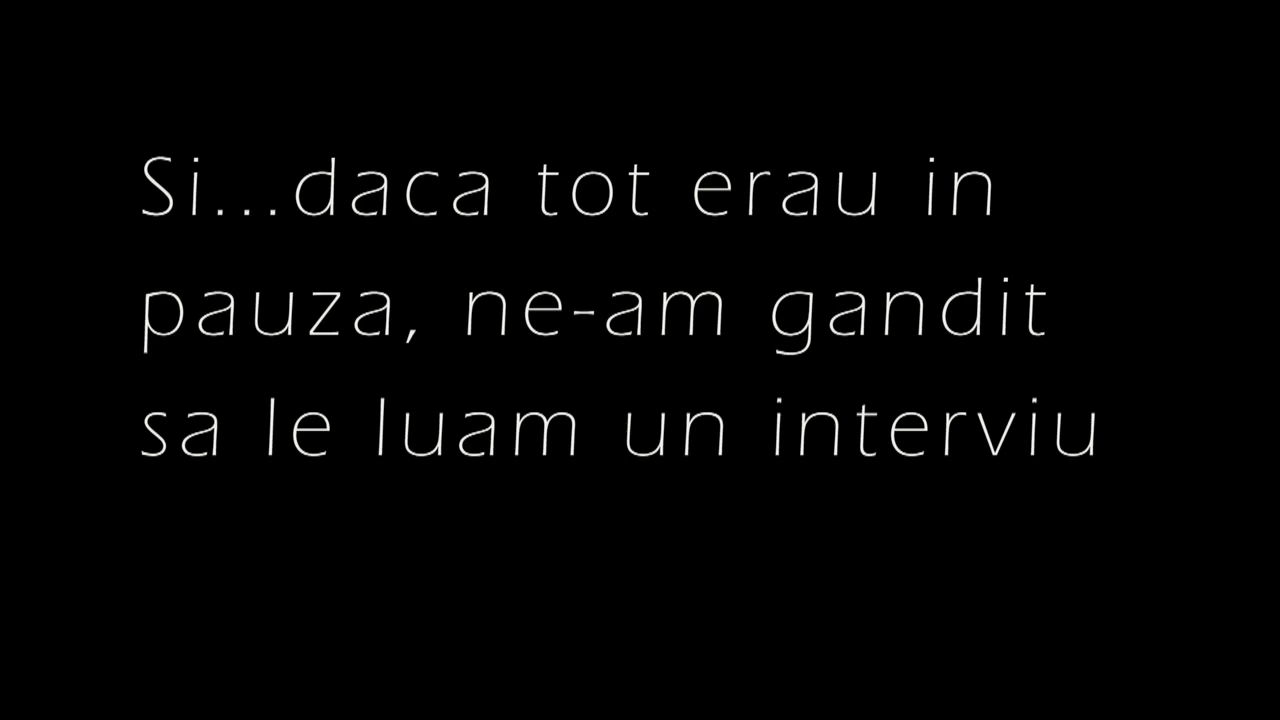 Si...daca tot erau in
pauza, ne-am gandit
sa le luam un interviu